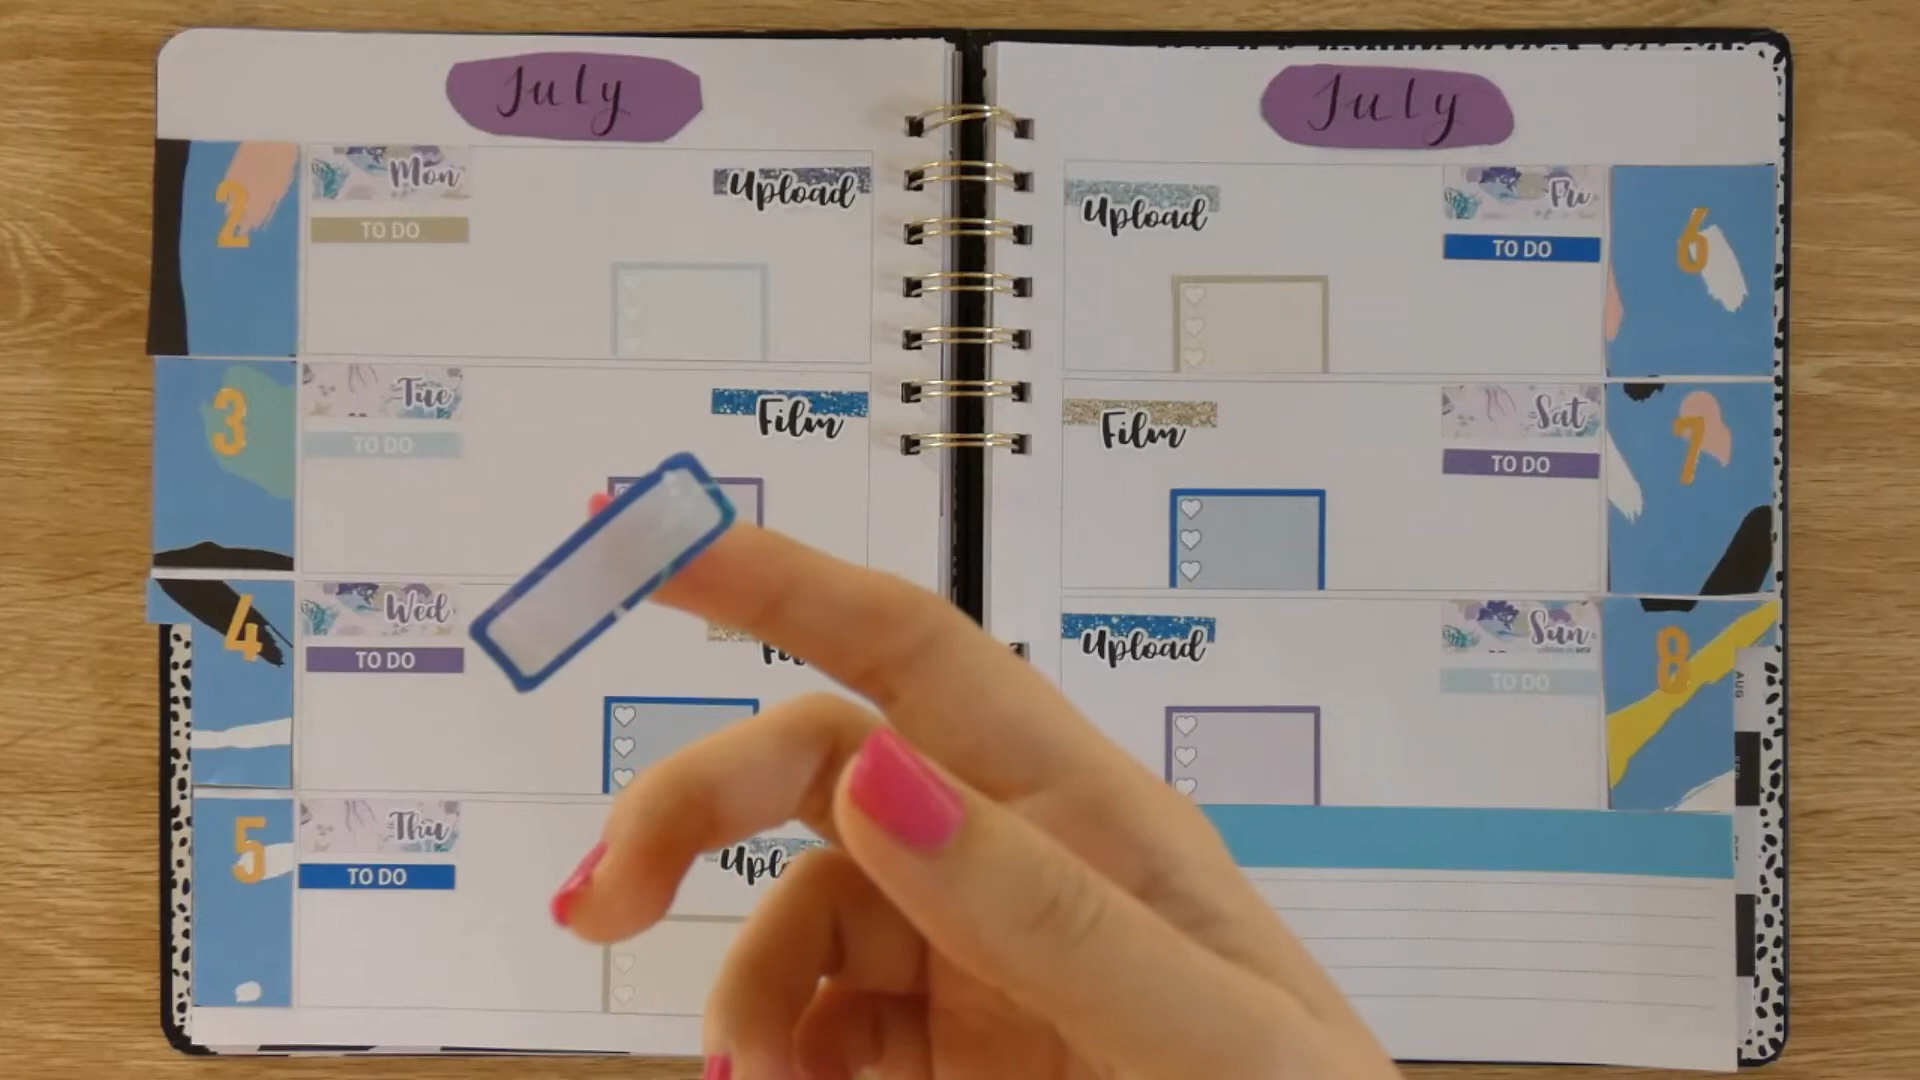 July
2
Mon
Upload
TO DO
3
Tue
Film
TO DO
4
Wed
TO DO
5
Thu
TO DO
July
Upload
Fri
6
TO DO
Film
Sat
7
TO DO
Upload
Sun
8
TO DO
AUG